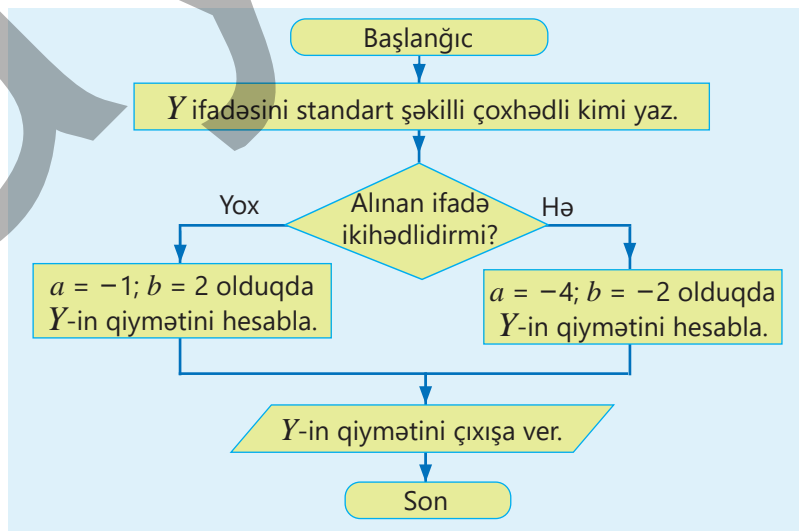 Başlanğıc
Y ifadəsini standart şəkilli çoxhədli kimi yaz.
Alınan ifadə
ikihədlidirmi?
Yox
Hə
a = −1; b = 2 olduqda
Y-in qiymətini hesabla.
a = −4; b = −2 olduqda
Y-in qiymətini hesabla.
Y-in qiymətini çıxışa ver.
Son